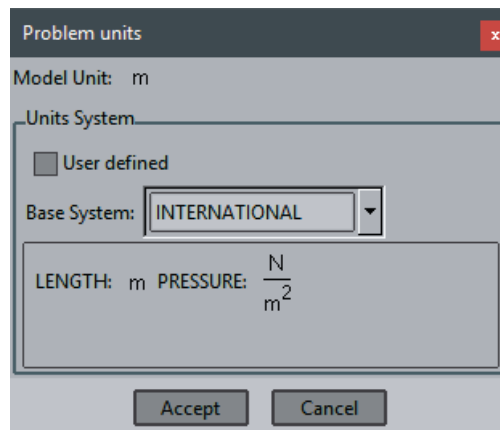 Problem units
x
Model Unit: m
Units System
User defined
Base System: INTERNATIONAL
LENGTH: m PRESSURE: N/m²
Accept Cancel